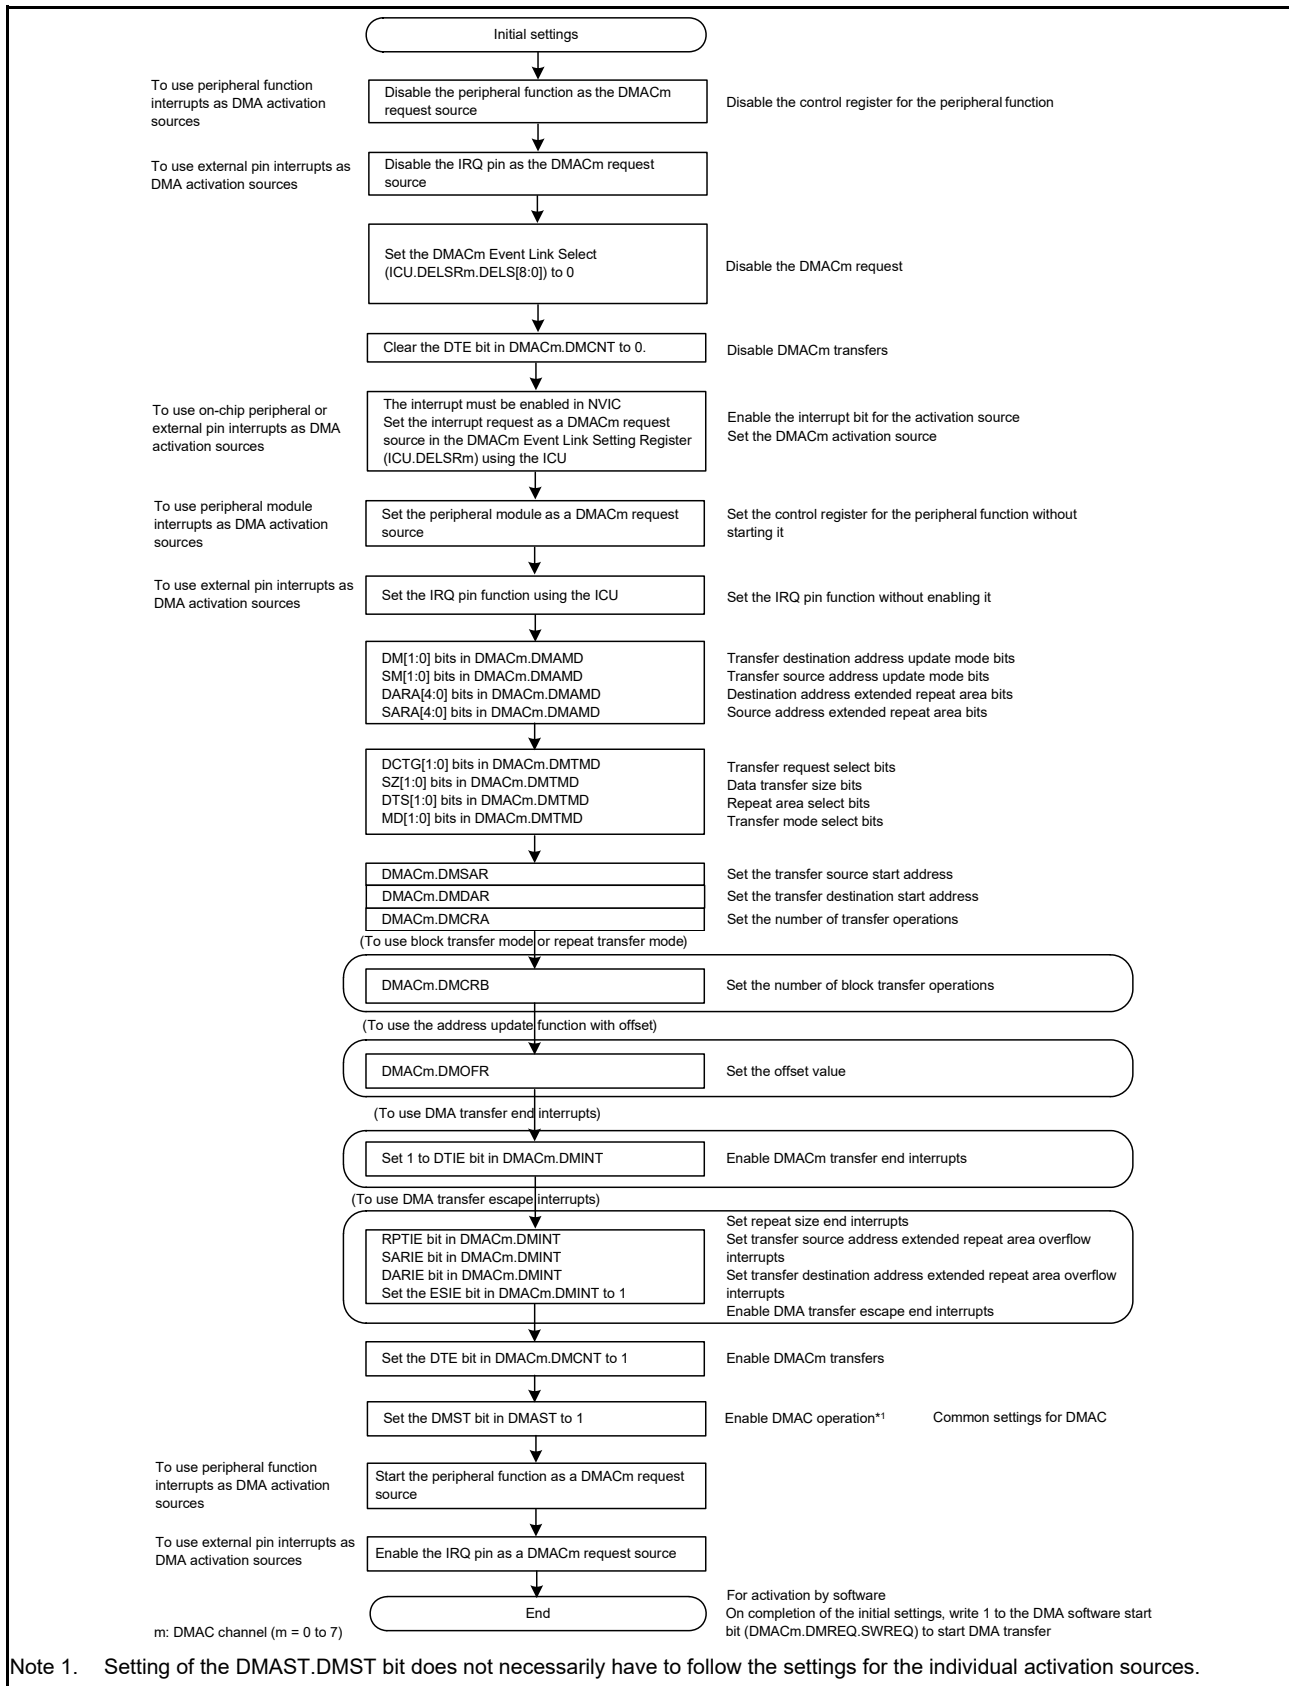 Initial settings
To use peripheral function
interrupts as DMA activation
sources
Disable the peripheral function as the DMACm
request source
Disable the control register for the peripheral function
To use external pin interrupts as
DMA activation sources
Disable the IRQ pin as the DMACm request
source
Set the DMACm Event Link Select
(ICU.DELSRm.DELS[8:0]) to 0
Disable the DMACm request
Clear the DTE bit in DMACm.DMCNT to 0.
Disable DMACm transfers
To use on-chip peripheral or
external pin interrupts as DMA
activation sources
The interrupt must be enabled in NVIC
Set the interrupt request as a DMACm request
source in the DMACm Event Link Setting Register
(ICU.DELSRm) using the ICU
Enable the interrupt bit for the activation source
Set the DMACm activation source
To use peripheral module
interrupts as DMA activation
sources
Set the peripheral module as a DMACm request
source
Set the control register for the peripheral function without
starting it
To use external pin interrupts as
DMA activation sources
Set the IRQ pin function using the ICU
Set the IRQ pin function without enabling it
DM[1:0] bits in DMACm.DMAMD
SM[1:0] bits in DMACm.DMAMD
DARA[4:0] bits in DMACm.DMAMD
SARA[4:0] bits in DMACm.DMAMD
Transfer destination address update mode bits
Transfer source address update mode bits
Destination address extended repeat area bits
Source address extended repeat area bits
DCTG[1:0] bits in DMACm.DMTMD
SZ[1:0] bits in DMACm.DMTMD
DTS[1:0] bits in DMACm.DMTMD
MD[1:0] bits in DMACm.DMTMD
Transfer request select bits
Data transfer size bits
Repeat area select bits
Transfer mode select bits
DMACm.DMSAR
Set the transfer source start address
DMACm.DMDAR
Set the transfer destination start address
DMACm.DMCRA
Set the number of transfer operations
(To use block transfer mode or repeat transfer mode)
DMACm.DMCRB
Set the number of block transfer operations
(To use the address update function with offset)
DMACm.DMOFR
Set the offset value
(To use DMA transfer end interrupts)
Set 1 to DTIE bit in DMACm.DMINT
Enable DMACm transfer end interrupts
(To use DMA transfer escape interrupts)
RPTIE bit in DMACm.DMINT
SARIE bit in DMACm.DMINT
DARIE bit in DMACm.DMINT
Set the ESIE bit in DMACm.DMINT to 1
Set repeat size end interrupts
Set transfer source address extended repeat area overflow
interrupts
Set transfer destination address extended repeat area overflow
interrupts
Enable DMA transfer escape end interrupts
Set the DTE bit in DMACm.DMCNT to 1
Enable DMACm transfers
Set the DMST bit in DMAST to 1
Enable DMAC operation*1
Common settings for DMAC
To use peripheral function
interrupts as DMA activation
sources
Start the peripheral function as a DMACm request
source
To use external pin interrupts as
DMA activation sources
Enable the IRQ pin as a DMACm request source
End
For activation by software
On completion of the initial settings, write 1 to the DMA software start
bit (DMACm.DMREQ.SWREQ) to start DMA transfer
m: DMAC channel (m = 0 to 7)
Note 1. Setting of the DMAST.DMST bit does not necessarily have to follow the settings for the individual activation sources.